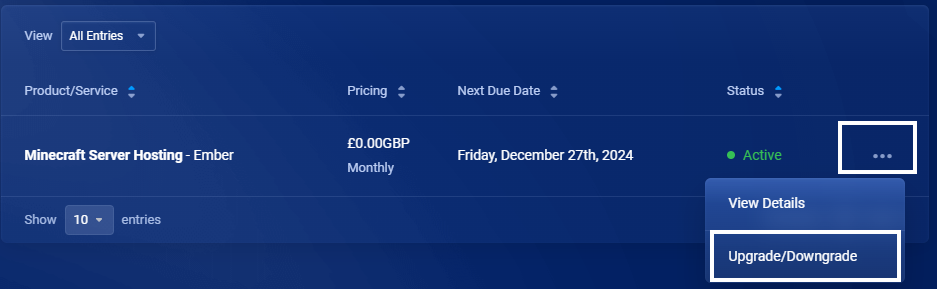 View All Entries
Product/Service Pricing Next Due Date Status
Minecraft Server Hosting - Ember £0.00GBP Friday, December 27th, 2024 Active
Monthly
View Details
Show 10 entries
Upgrade/Downgrade